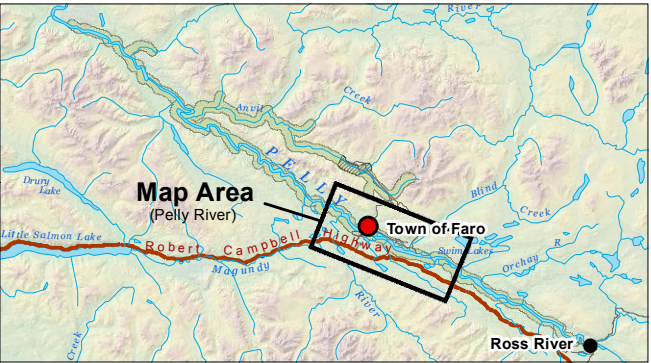 River
Anvil
Creek
PELLY
Drury
Lake
Map Area
(Pelly River)
Blind
Creek
Town of Faro
Little Salmon Lake
Robert Campbell Highway
Swim Lakes
Orchay R
Magundy
River
Creek
Ross River